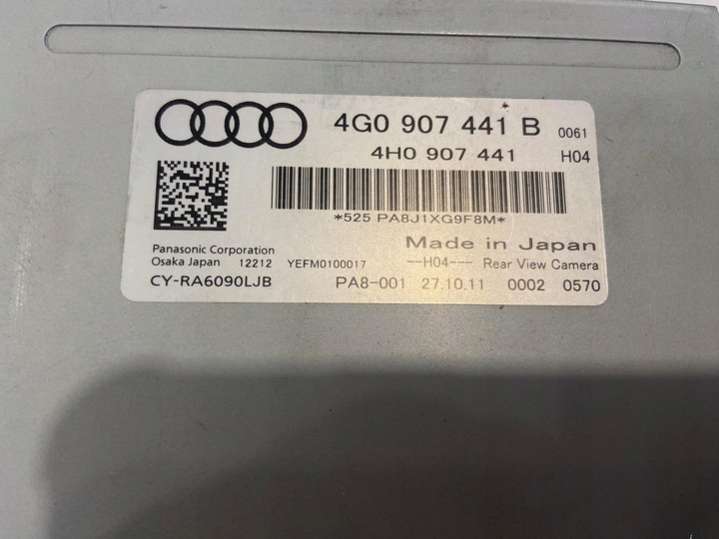 4G0 907 441 B 0061
4H0 907 441 H04
*525 PA8J1XG9F8M*
Made in Japan
Panasonic Corporation
Osaka Japan 12212 YEFM0100017 --H04-- Rear View Camera
CY-RA6090LJB PA8-001 27.10.11 0002 0570